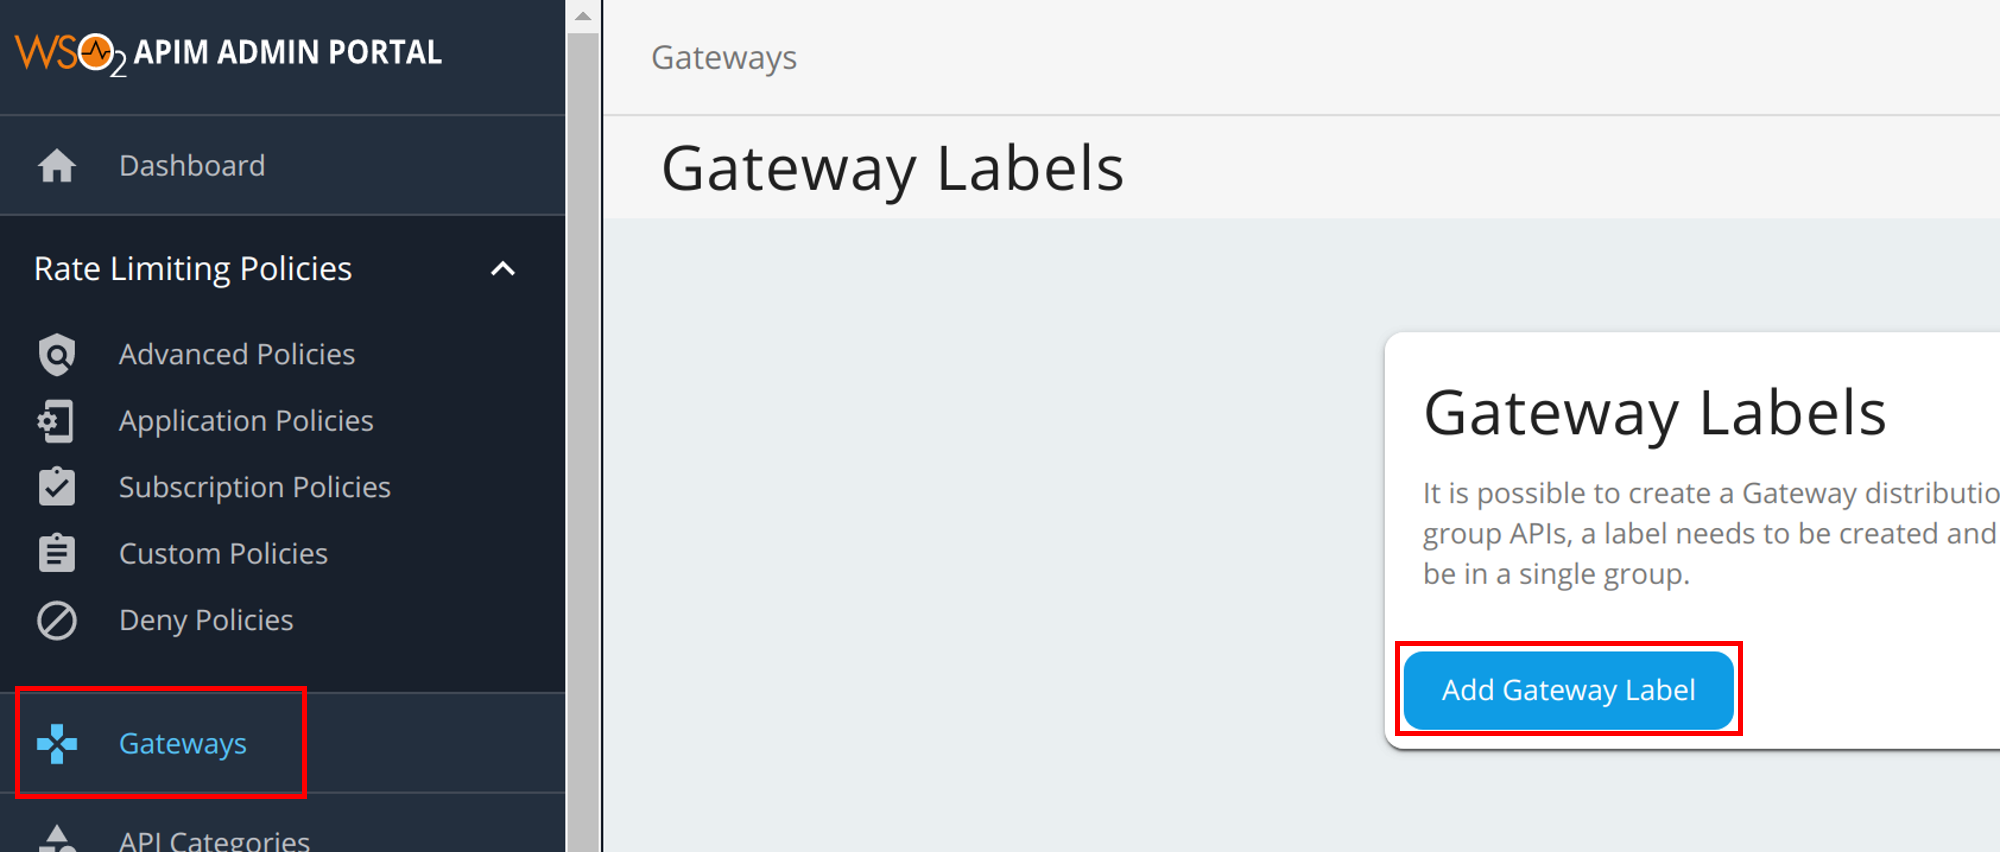 WSO2 APIM ADMIN PORTAL
Dashboard
Rate Limiting Policies
Advanced Policies
Application Policies
Subscription Policies
Custom Policies
Deny Policies
Gateways
API Categories
Gateways
Gateway Labels
Gateway Labels
It is possible to create a Gateway distributio
group APIs, a label needs to be created and
be in a single group.
Add Gateway Label